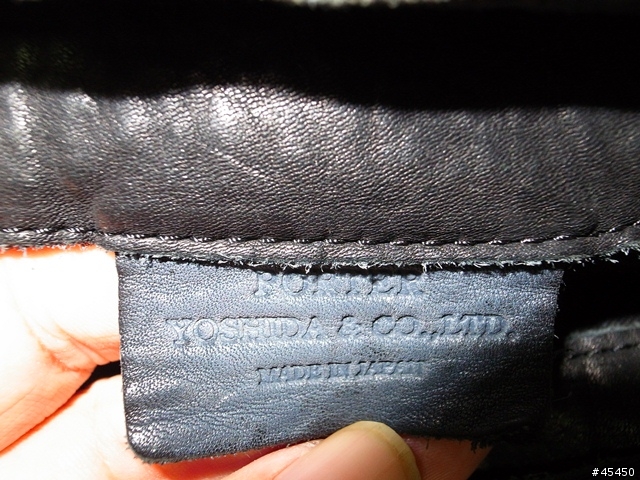 PORTER
YOSHIDA & CO., LTD.
MADE IN JAPAN
#45450